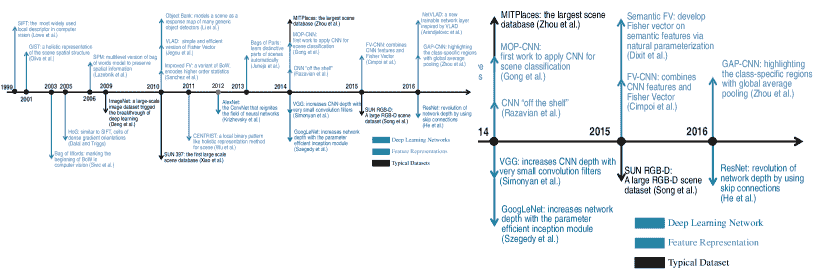 SIFT: the most widely used
local descriptor in computer
vision (Lowe et al.)
GIST: a holistic representation
of the scene spatial structure
(Oliva et al.)
SPM: multilevel version of bag
of words model to preserve
spatial information
(Lazebnik et al.)
Object Bank: models a scene as a
response map of many generic
object detectors (Li et al.)
VLAD: simple and efficient
version of Fisher Vector
(Jegou et al.)
Improved FV: a variant of BoW,
encodes higher order statistics
(Sanchez et al.)
Bags of Parts:
learn distinctive
parts of scenes
automatically
(Juneja et al.)
MITPlaces: the largest scene
database (Zhou et al.)
MOP-CNN:
first work to apply CNN
for scene classification
(Gong et al.)
CNN "off the shelf"
(Razavian et al.)
FV-CNN: combines
CNN features and
Fisher Vector
(Cimpoi et al.)
NetVLAD: a new
trainable network layer,
inspired by VLAD
(Arandjelovic et al.)
GAP-CNN: highlighting
the class-specific regions
with global average
pooling (Zhou et al.)
1999
2001
2003
2005
2006
2009
2010
2011
2012
2013
2014
2015
2016
ImageNet: a large-scale
image dataset trigged
the breakthrough of
deep learning
(Deng et al.)
HoG: similar to SIFT, cells of
dense gradient orientations
(Dalal and Triggs)
Bag of Words: marking the
beginning of BoW in
computer vision (Sivic et al.)
AlexNet:
the ConvNet that reignites
the field of neural networks
(Krizhevsky et al.)
CENTRIST: a local binary pattern
like holistic representation method
for scene (Wu et al.)
SUN 397: the first large scale
scene database (Xiao et al.)
VGG: increases CNN depth with
very small convolution filters
(Simonyan et al.)
GoogLeNet: increases network
depth with the parameter
efficient inception module
(Szegedy et al.)
SUN RGB-D:
A large RGB-D scene
dataset (Song et al.)
ResNet: revolution of
network depth by using
skip connections
(He et al.)
Deep Learning Networks
Feature Representation
Typical Datasets
MITPlaces: the largest scene
database (Zhou et al.)
MOP-CNN:
first work to apply CNN for
scene classification
(Gong et al.)
CNN "off the shelf"
(Razavian et al.)
Semantic FV: develop
Fisher vector on
semantic features via
natural parameterization
(Dixit et al.)
FV-CNN: combines
CNN features and
Fisher Vector
(Cimpoi et al.)
GAP-CNN: highlighting
the class-specific regions
with global average
pooling (Zhou et al.)
14
2015
2016
VGG: increases CNN depth with
very small convolution filters
(Simonyan et al.)
GoogLeNet: increases network
depth with the parameter
efficient inception module
(Szegedy et al.)
SUN RGB-D:
A large RGB-D scene
dataset (Song et al.)
ResNet: revolution of
network depth by using
skip connections
(He et al.)
Deep Learning Network
Feature Representation
Typical Dataset